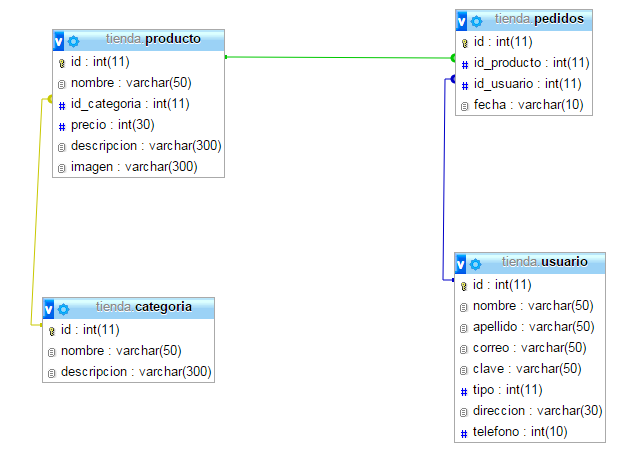 tienda.producto
id : int(11)
nombre : varchar(50)
id_categoria : int(11)
precio : int(30)
descripcion : varchar(300)
imagen : varchar(300)
tienda.pedidos
id : int(11)
id_producto : int(11)
id_usuario : int(11)
fecha : varchar(10)
tienda.categoria
id : int(11)
nombre : varchar(50)
descripcion : varchar(300)
tienda.usuario
id : int(11)
nombre : varchar(50)
apellido : varchar(50)
correo : varchar(50)
clave : varchar(50)
tipo : int(11)
direccion : varchar(30)
telefono : int(10)